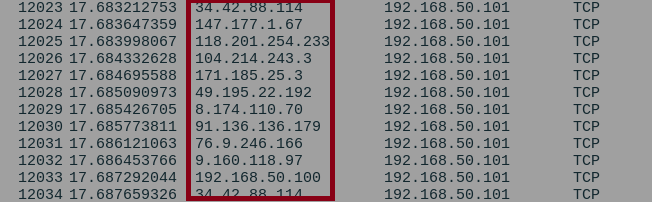 12023 17.683212753 34.42.88.114 192.168.50.101 TCP
12024 17.683647359 147.177.1.67 192.168.50.101 TCP
12025 17.683998067 118.201.254.233 192.168.50.101 TCP
12026 17.684332628 104.214.243.3 192.168.50.101 TCP
12027 17.684695588 171.185.25.3 192.168.50.101 TCP
12028 17.685090973 49.195.22.192 192.168.50.101 TCP
12029 17.685426705 8.174.110.70 192.168.50.101 TCP
12030 17.685773811 91.136.136.179 192.168.50.101 TCP
12031 17.686121063 76.9.246.166 192.168.50.101 TCP
12032 17.686453766 9.160.118.97 192.168.50.101 TCP
12033 17.687292044 192.168.50.100 192.168.50.101 TCP
12034 17.687659326 34.42.88.114 192.168.50.101 TCP